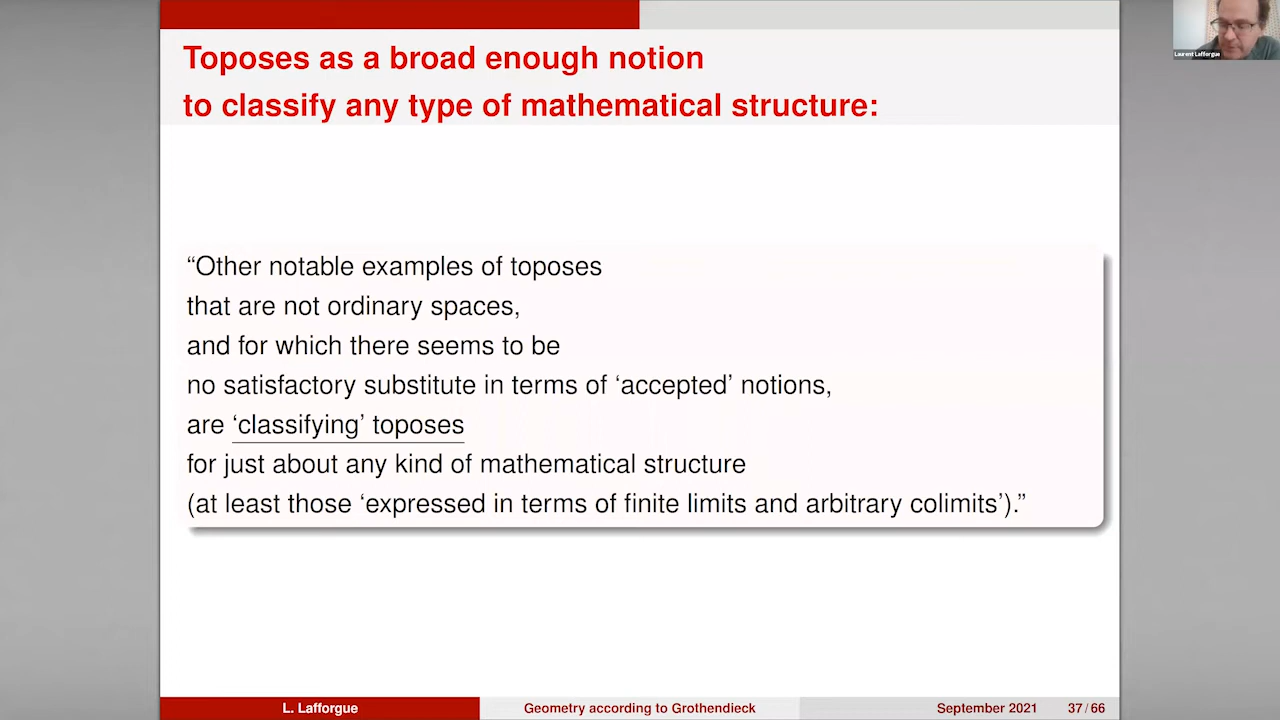 Toposes as a broad enough notion
to classify any type of mathematical structure:
Laurent Lafforgue
“Other notable examples of toposes
that are not ordinary spaces,
and for which there seems to be
no satisfactory substitute in terms of ‘accepted’ notions,
are ‘classifying’ toposes
for just about any kind of mathematical structure
(at least those ‘expressed in terms of finite limits and arbitrary colimits’).”
L. Lafforgue
Geometry according to Grothendieck
September 2021
37 / 66